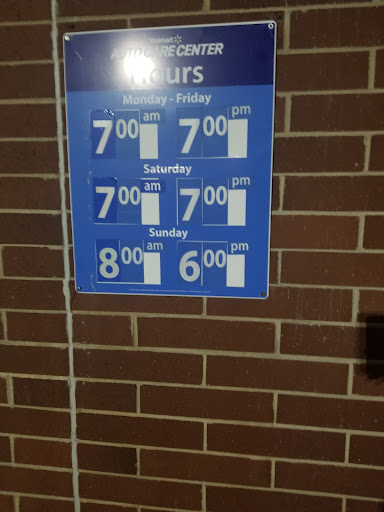 Walmart
AUTO CARE CENTER
Hours
Monday - Friday
7 00 am 7 00 pm
Saturday
7 00 am 7 00 pm
Sunday
8 00 am 6 00 pm